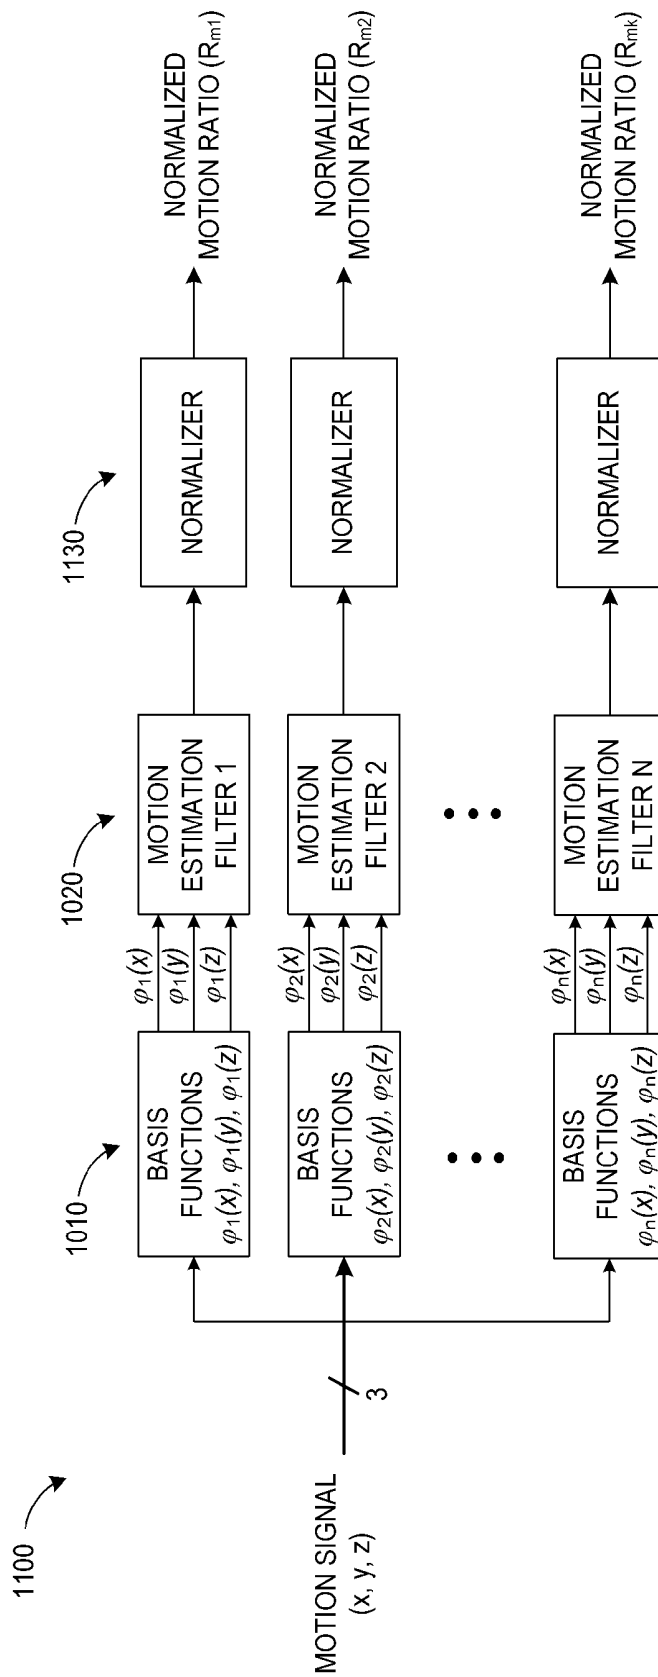 1100
MOTION SIGNAL
(x, y, z)
3
1010
BASIS
FUNCTIONS
φ1(x), φ1(y), φ1(z)
φ1(x)
φ1(y)
φ1(z)
1020
MOTION
ESTIMATION
FILTER 1
1130
NORMALIZER
NORMALIZED
MOTION RATIO (Rm1)
BASIS
FUNCTIONS
φ2(x), φ2(y), φ2(z)
φ2(x)
φ2(y)
φ2(z)
MOTION
ESTIMATION
FILTER 2
NORMALIZER
NORMALIZED
MOTION RATIO (Rm2)
BASIS
FUNCTIONS
φn(x), φn(y), φn(z)
φn(x)
φn(y)
φn(z)
MOTION
ESTIMATION
FILTER N
NORMALIZER
NORMALIZED
MOTION RATIO (Rmk)